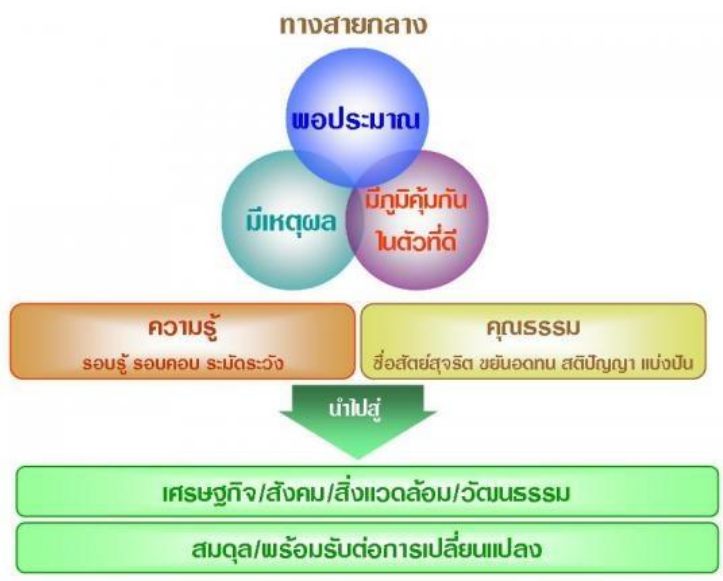 ทางสายกลาง
พอประมาณ
มีเหตุผล
มีภูมิคุ้มกัน
ในตัวที่ดี
ความรู้
รอบรู้ รอบคอบ ระมัดระวัง
คุณธรรม
ซื่อสัตย์สุจริต ขยันอดทน สติปัญญา แบ่งปัน
นำไปสู่
เศรษฐกิจ/สังคม/สิ่งแวดล้อม/วัฒนธรรม
สมดุล/พร้อมรับต่อการเปลี่ยนแปลง